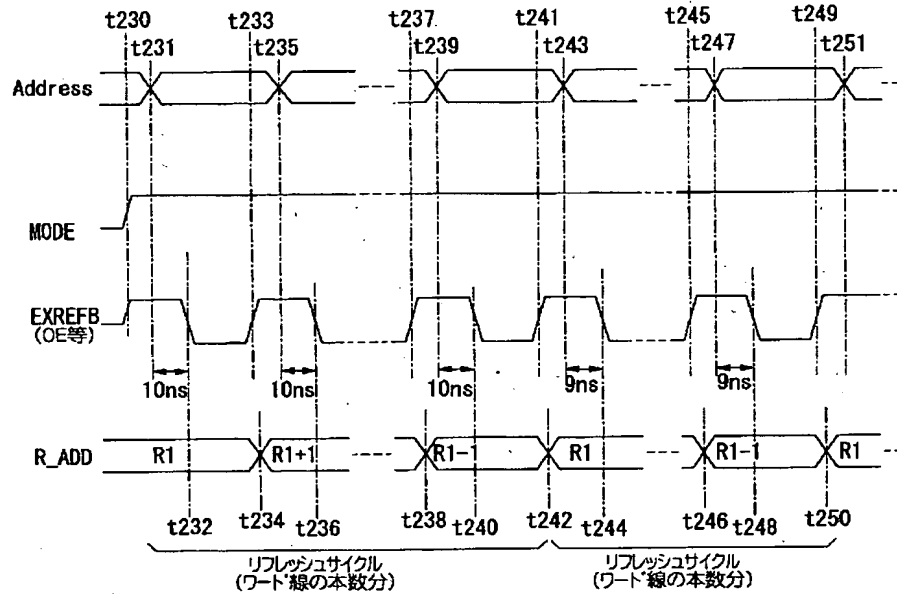 t230 t233 t237 t241 t245 t249
t231 t235 t239 t243 t247 t251
Address
MODE
EXREFB
(OE等)
10ns 10ns 10ns 9ns 9ns
R_ADD R1 R1+1 R1-1 R1 R1-1 R1
t232 t234 t236 t238 t240 t242 t244 t246 t248 t250
リフレッシュサイクル リフレッシュサイクル
(ワード線の本数分) (ワード線の本数分)